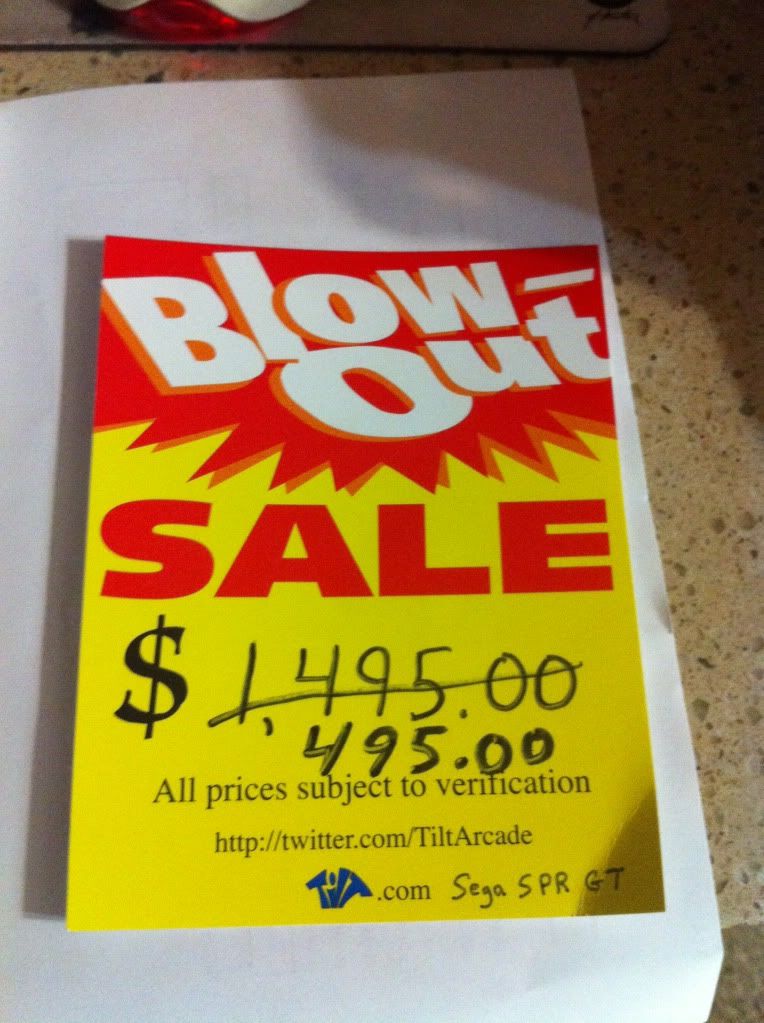 Blow-
Out
SALE
$ 1,495.00
495.00
All prices subject to verification
http://twitter.com/TiltArcade
Tilt.com Sega SPR GT